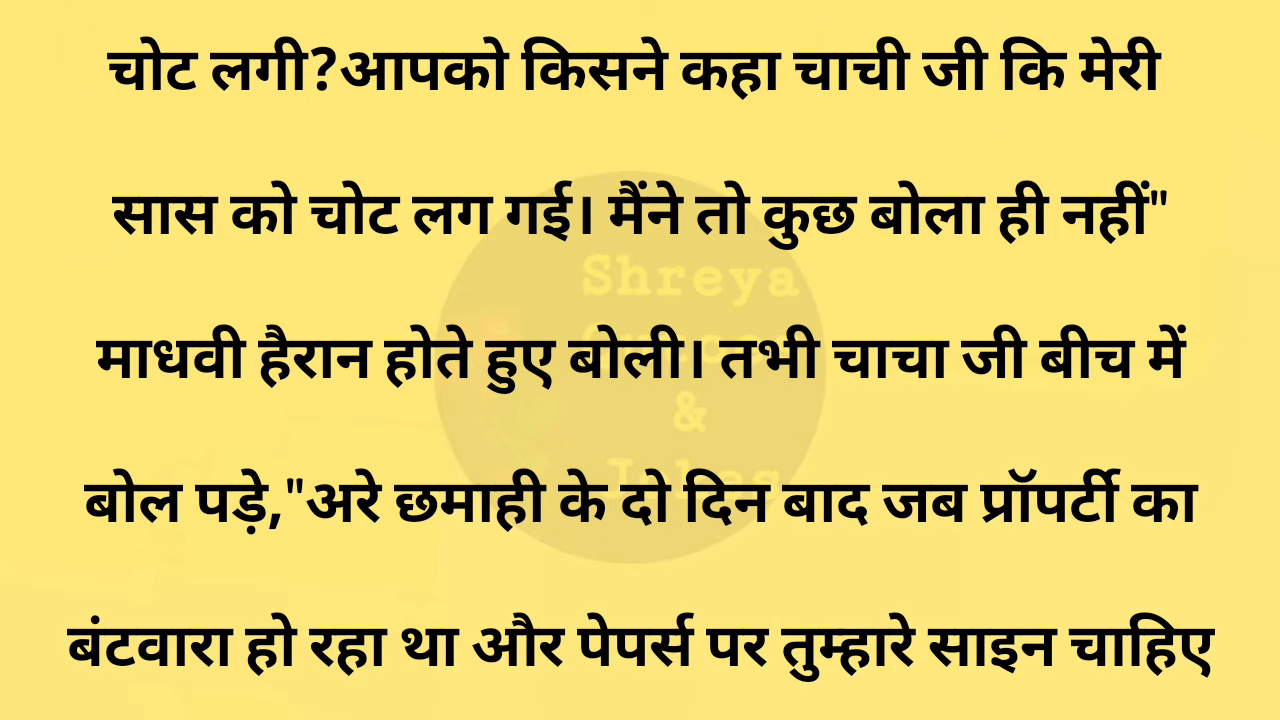 चोट लगी?आपको किसने कहा चाची जी कि मेरी
सास को चोट लग गई। मैंने तो कुछ बोला ही नहीं"
Shreya
माधवी हैरान होते हुए बोली। तभी चाचा जी बीच में
&
बोल पड़े,"अरे छमाही के दो दिन बाद जब प्रॉपर्टी का
बंटवारा हो रहा था और पेपर्स पर तुम्हारे साइन चाहिए